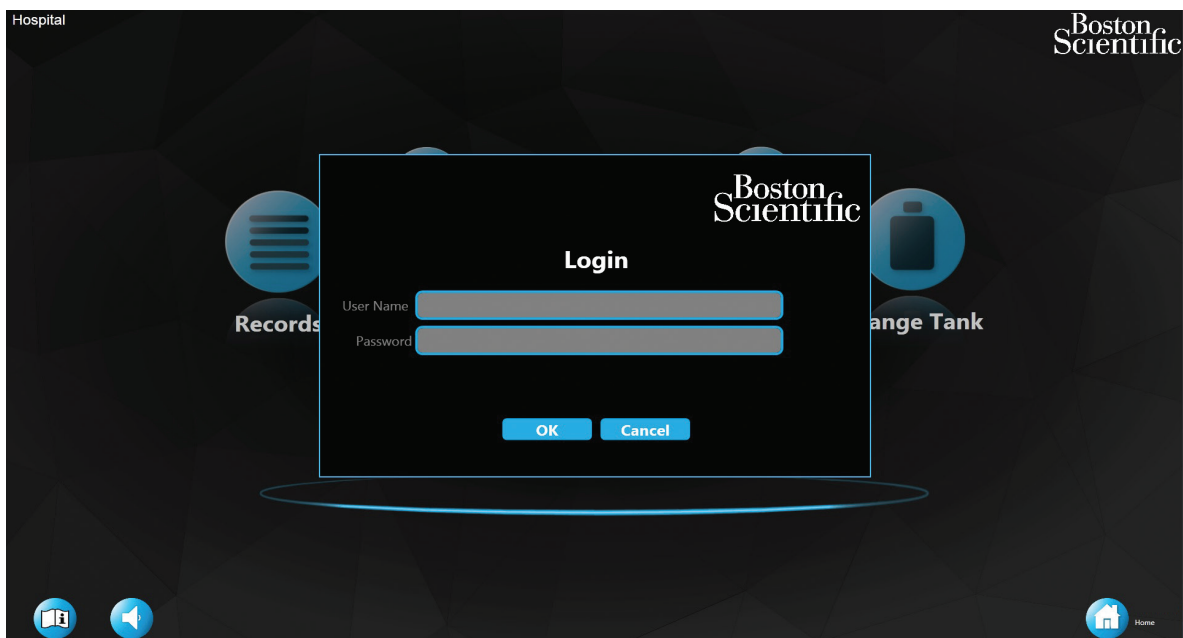 Hospital
Boston
Scientific
Boston
Scientific
Login
User Name
Password
Records
ange Tank
OK
Cancel
Home